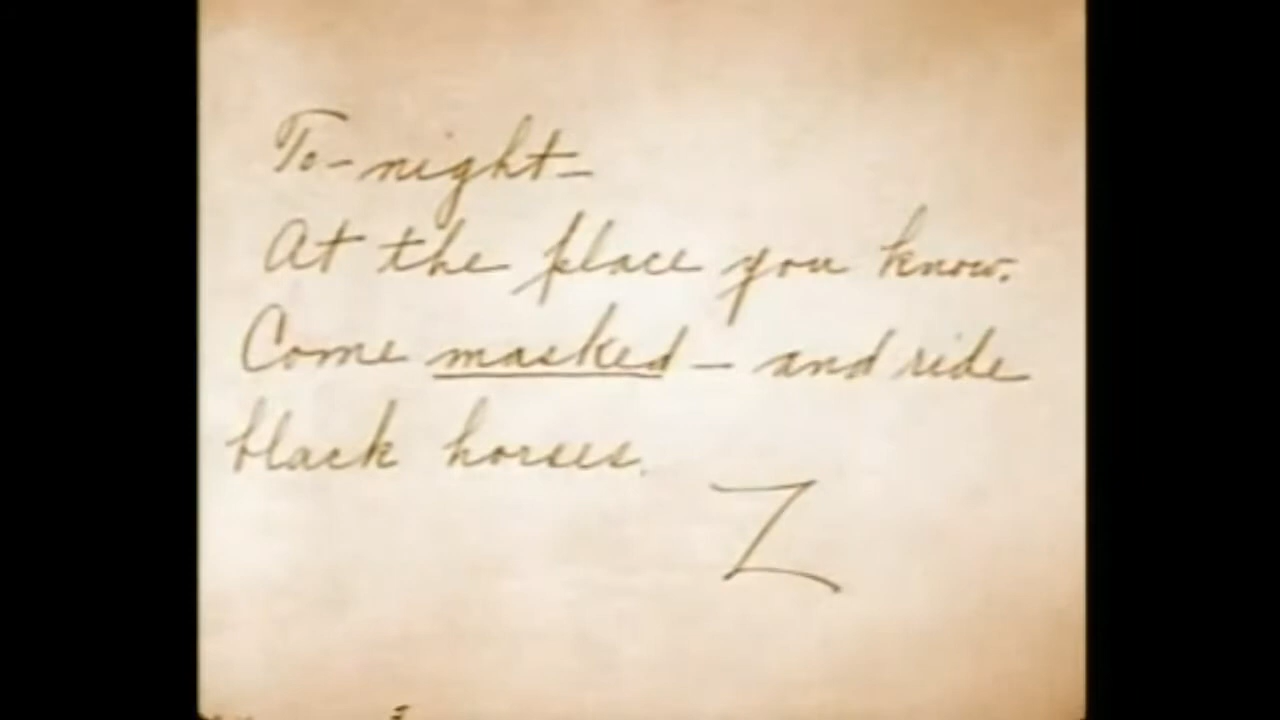 To-night—
At the place you know.
Come masked — and ride
black horses.
Z